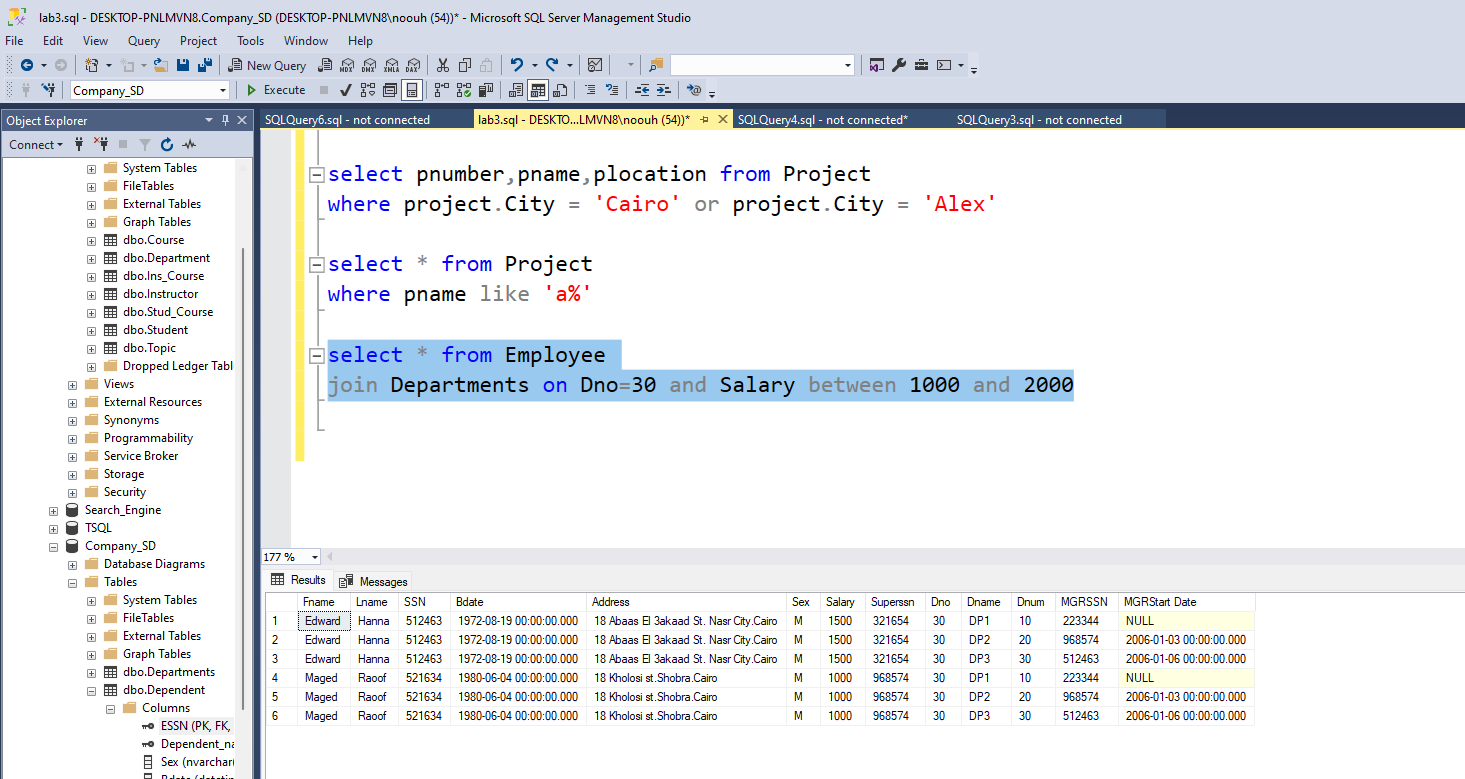 lab3.sql - DESKTOP-PNLMVN8.Company_SD (DESKTOP-PNLMVN8\noouh (54))* - Microsoft SQL Server Management Studio
File Edit View Query Project Tools Window Help
New Query MDX DMX XMLA DAX
Company_SD Execute
Object Explorer
SQLQuery6.sql - not connected lab3.sql - DESKTO...LMVN8\noouh (54))* SQLQuery4.sql - not connected* SQLQuery3.sql - not connected
Connect
System Tables
FileTables
External Tables
Graph Tables
dbo.Course
dbo.Department
dbo.Ins_Course
dbo.Instructor
dbo.Stud_Course
dbo.Student
dbo.Topic
Dropped Ledger Tabl
Views
External Resources
Synonyms
Programmability
Service Broker
Storage
Security
Search_Engine
TSQL
Company_SD
Database Diagrams
Tables
System Tables
FileTables
External Tables
Graph Tables
dbo.Departments
dbo.Dependent
Columns
ESSN (PK, FK,
Dependent_na
Sex (nvarchar(
Bdate (datetim
select pnumber,pname,plocation from Project
where project.City = 'Cairo' or project.City = 'Alex'
select * from Project
where pname like 'a%'
select * from Employee
join Departments on Dno=30 and Salary between 1000 and 2000
177 %
Results Messages
Fname Lname SSN Bdate Address Sex Salary Superssn Dno Dname Dnum MGRSSN MGRStart Date
1 Edward Hanna 512463 1972-08-19 00:00:00.000 18 Abaas El 3akaad St. Nasr City.Cairo M 1500 321654 30 DP1 10 223344 NULL
2 Edward Hanna 512463 1972-08-19 00:00:00.000 18 Abaas El 3akaad St. Nasr City.Cairo M 1500 321654 30 DP2 20 968574 2006-01-03 00:00:00.000
3 Edward Hanna 512463 1972-08-19 00:00:00.000 18 Abaas El 3akaad St. Nasr City.Cairo M 1500 321654 30 DP3 30 512463 2006-01-06 00:00:00.000
4 Maged Raoof 521634 1980-06-04 00:00:00.000 18 Kholosi st.Shobra.Cairo M 1000 968574 30 DP1 10 223344 NULL
5 Maged Raoof 521634 1980-06-04 00:00:00.000 18 Kholosi st.Shobra.Cairo M 1000 968574 30 DP2 20 968574 2006-01-03 00:00:00.000
6 Maged Raoof 521634 1980-06-04 00:00:00.000 18 Kholosi st.Shobra.Cairo M 1000 968574 30 DP3 30 512463 2006-01-06 00:00:00.000